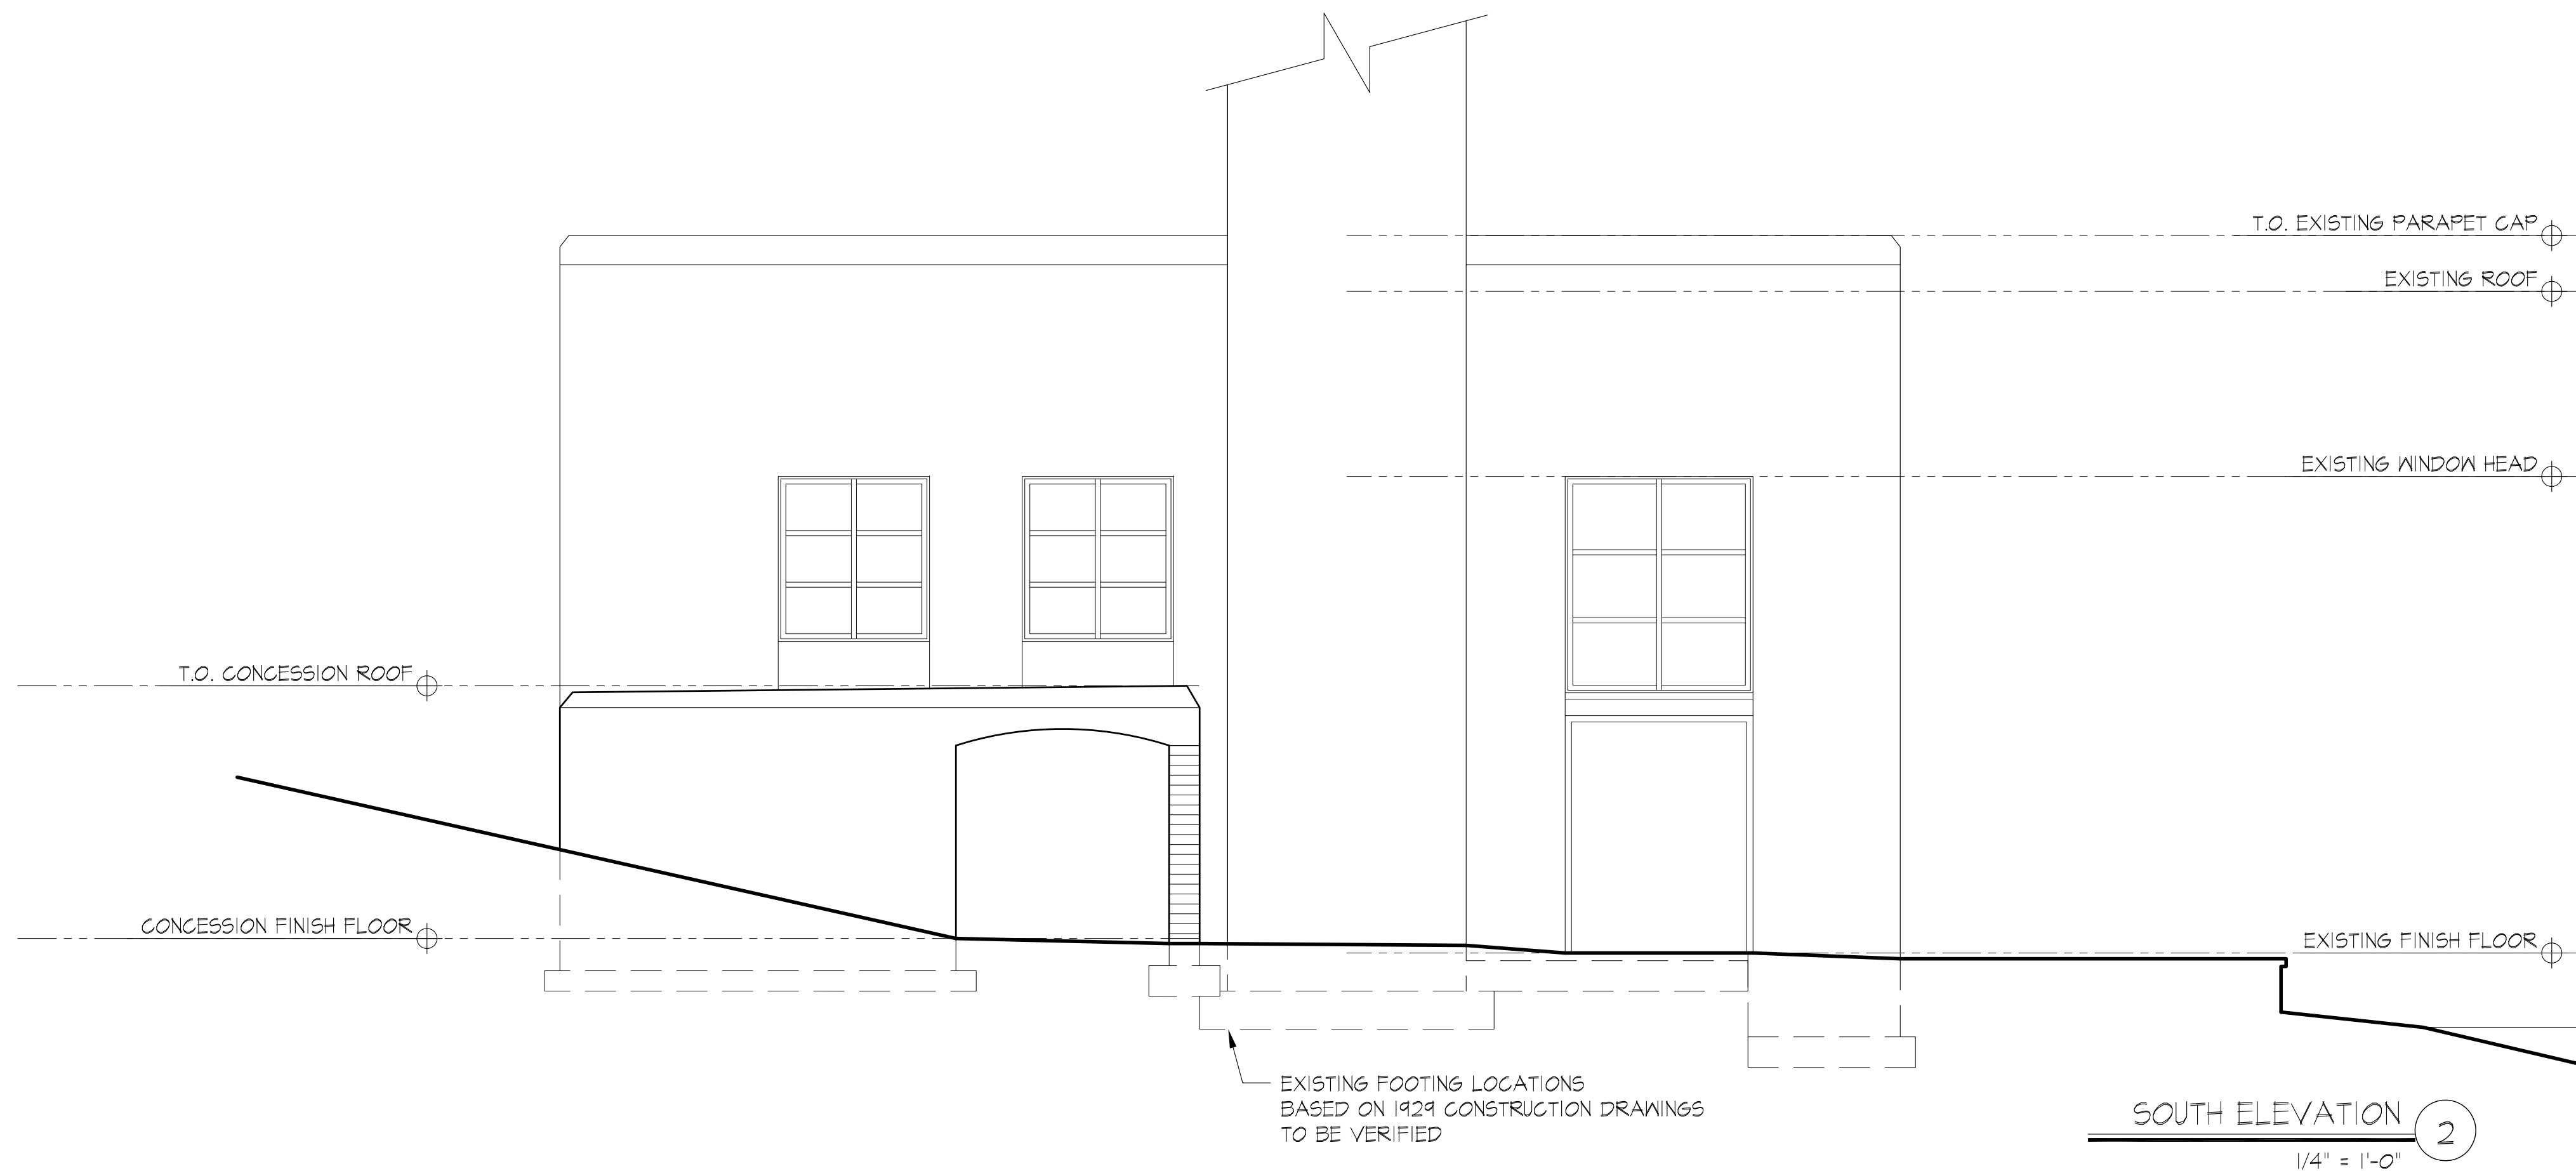 T.O. EXISTING PARAPET CAP
EXISTING ROOF
EXISTING WINDOW HEAD
T.O. CONCESSION ROOF
CONCESSION FINISH FLOOR
EXISTING FINISH FLOOR
EXISTING FOOTING LOCATIONS
BASED ON 1929 CONSTRUCTION DRAWINGS
TO BE VERIFIED
SOUTH ELEVATION 2
1/4" = 1'-0"